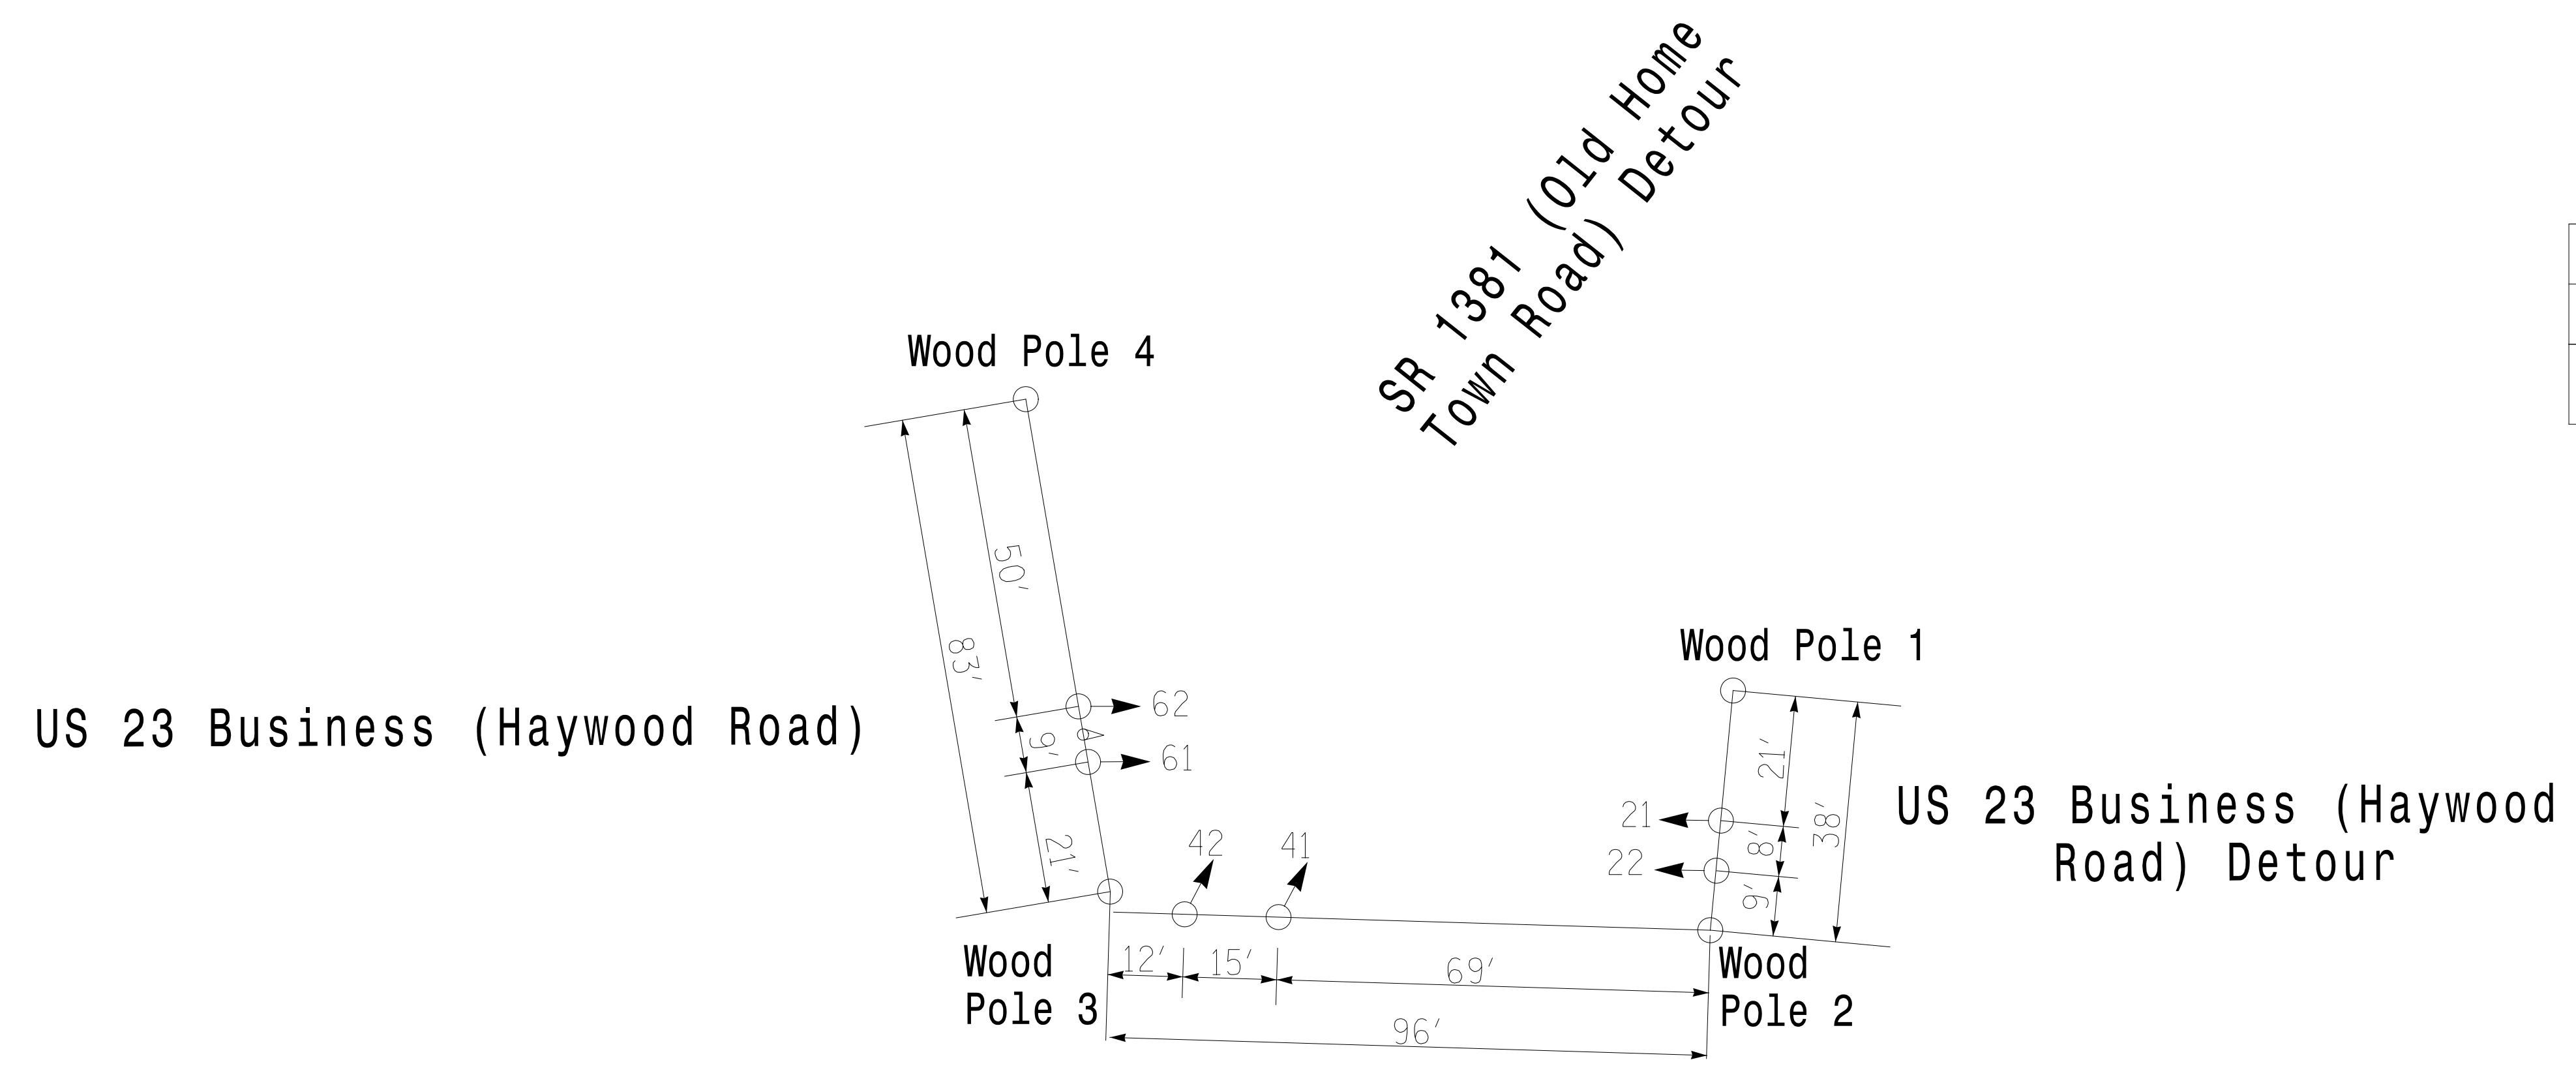 SR 1381 (Old Home
Town Road) Detour
Wood Pole 4
50'
83'
62
9'
61
21'
US 23 Business (Haywood Road)
Wood Pole 1
21'
21
8'
38'
22
9'
US 23 Business (Haywood
Road) Detour
42
41
12'
15'
69'
96'
Wood
Pole 3
Wood
Pole 2